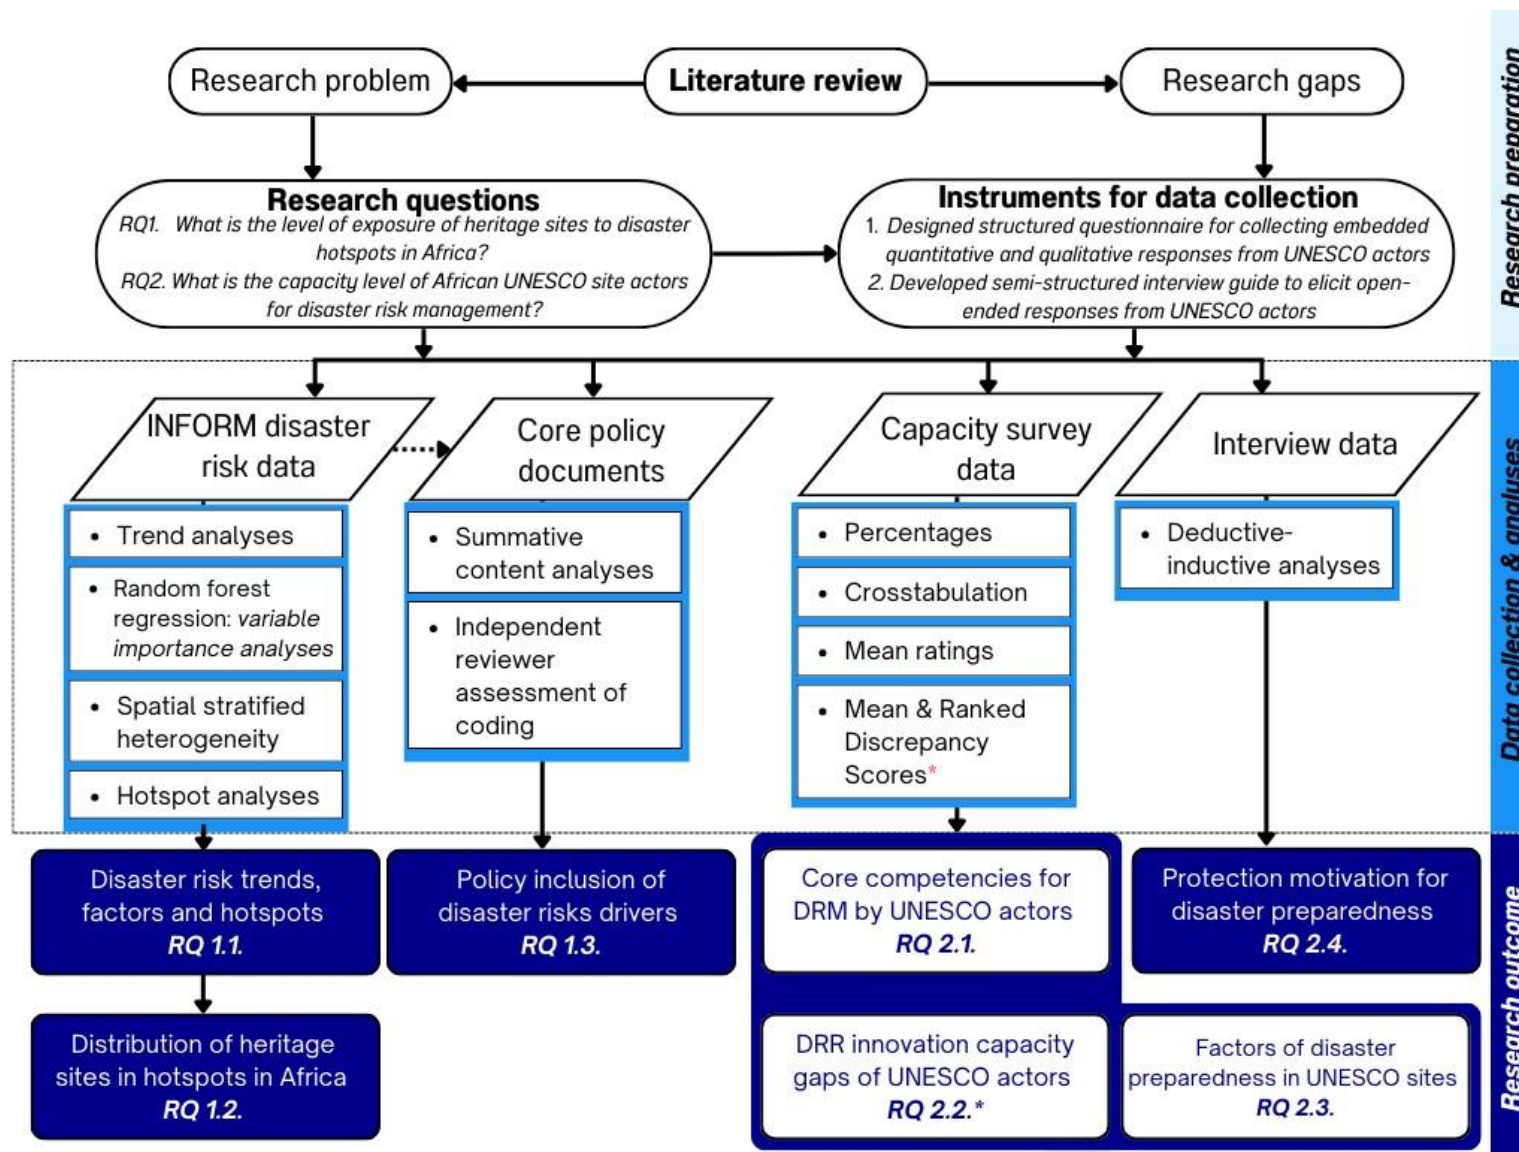 Research problem
Literature review
Research gaps
Research preparation
Research questions
RQ1. What is the level of exposure of heritage sites to disaster
hotspots in Africa?
RQ2. What is the capacity level of African UNESCO site actors
for disaster risk management?
Instruments for data collection
1. Designed structured questionnaire for collecting embedded
quantitative and qualitative responses from UNESCO actors
2. Developed semi-structured interview guide to elicit open-
ended responses from UNESCO actors
INFORM disaster
risk data
Core policy
documents
Capacity survey
data
Interview data
Data collection & analyses
• Trend analyses
• Random forest
regression: variable
importance analyses
• Spatial stratified
heterogeneity
• Hotspot analyses
• Summative
content analyses
• Independent
reviewer
assessment of
coding
• Percentages
• Crosstabulation
• Mean ratings
• Mean & Ranked
Discrepancy
Scores*
• Deductive-
inductive analyses
Disaster risk trends,
factors and hotspots
RQ 1.1.
Policy inclusion of
disaster risks drivers
RQ 1.3.
Core competencies for
DRM by UNESCO actors
RQ 2.1.
Protection motivation for
disaster preparedness
RQ 2.4.
Research outcome
Distribution of heritage
sites in hotspots in Africa
RQ 1.2.
DRR innovation capacity
gaps of UNESCO actors
RQ 2.2.*
Factors of disaster
preparedness in UNESCO sites
RQ 2.3.